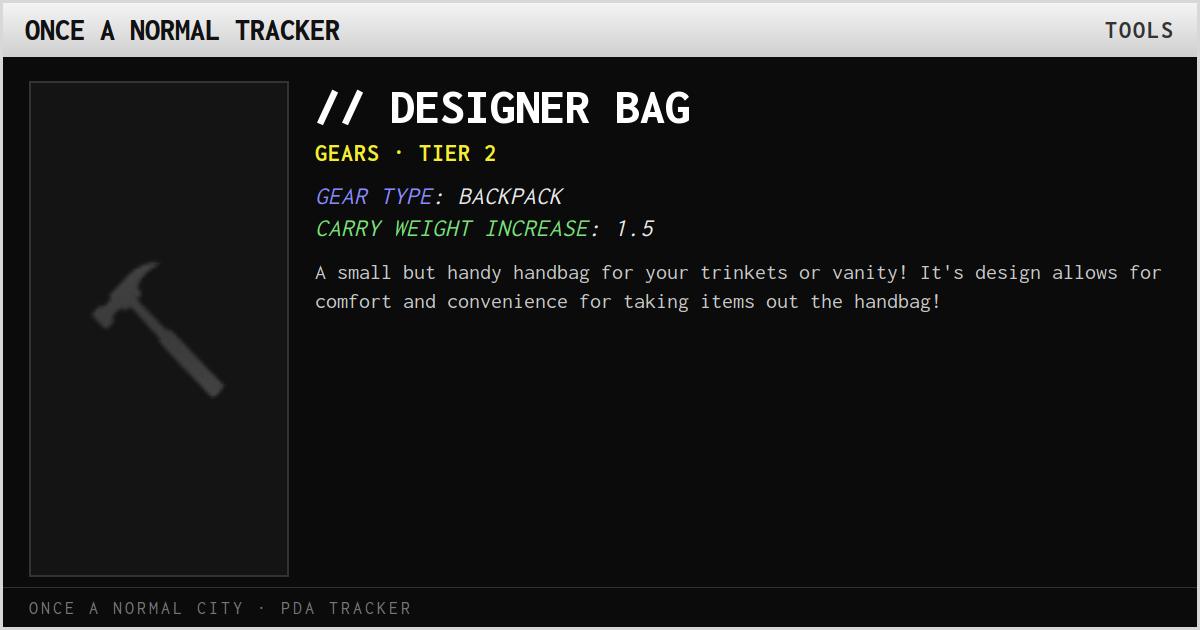 ONCE A NORMAL TRACKER
TOOLS
// DESIGNER BAG
GEARS · TIER 2
GEAR TYPE: BACKPACK
CARRY WEIGHT INCREASE: 1.5
A small but handy handbag for your trinkets or vanity! It's design allows for
comfort and convenience for taking items out the handbag!
ONCE A NORMAL CITY · PDA TRACKER